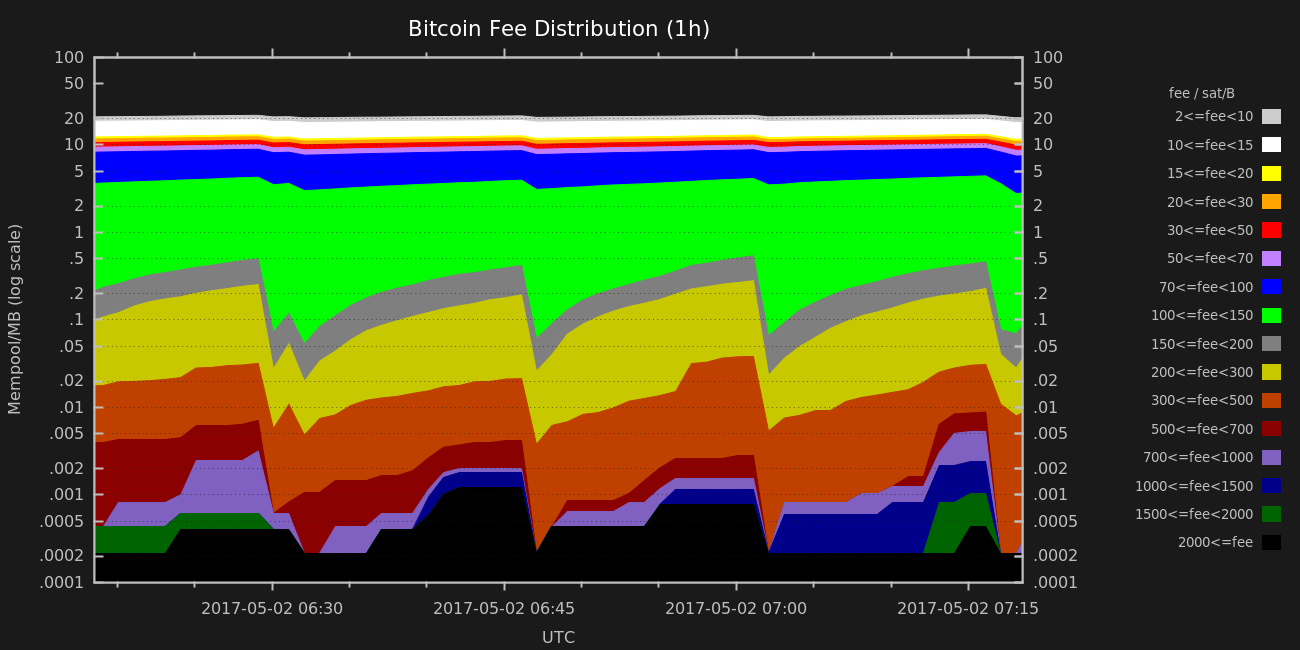 Bitcoin Fee Distribution (1h)
Mempool/MB (log scale)
100
50
20
10
5
2
1
.5
.2
.1
.05
.02
.01
.005
.002
.001
.0005
.0002
.0001
100
50
20
10
5
2
1
.5
.2
.1
.05
.02
.01
.005
.002
.001
.0005
.0002
.0001
fee / sat/B
2<=fee<10
10<=fee<15
15<=fee<20
20<=fee<30
30<=fee<50
50<=fee<70
70<=fee<100
100<=fee<150
150<=fee<200
200<=fee<300
300<=fee<500
500<=fee<700
700<=fee<1000
1000<=fee<1500
1500<=fee<2000
2000<=fee
2017-05-02 06:30 2017-05-02 06:45 2017-05-02 07:00 2017-05-02 07:15
UTC